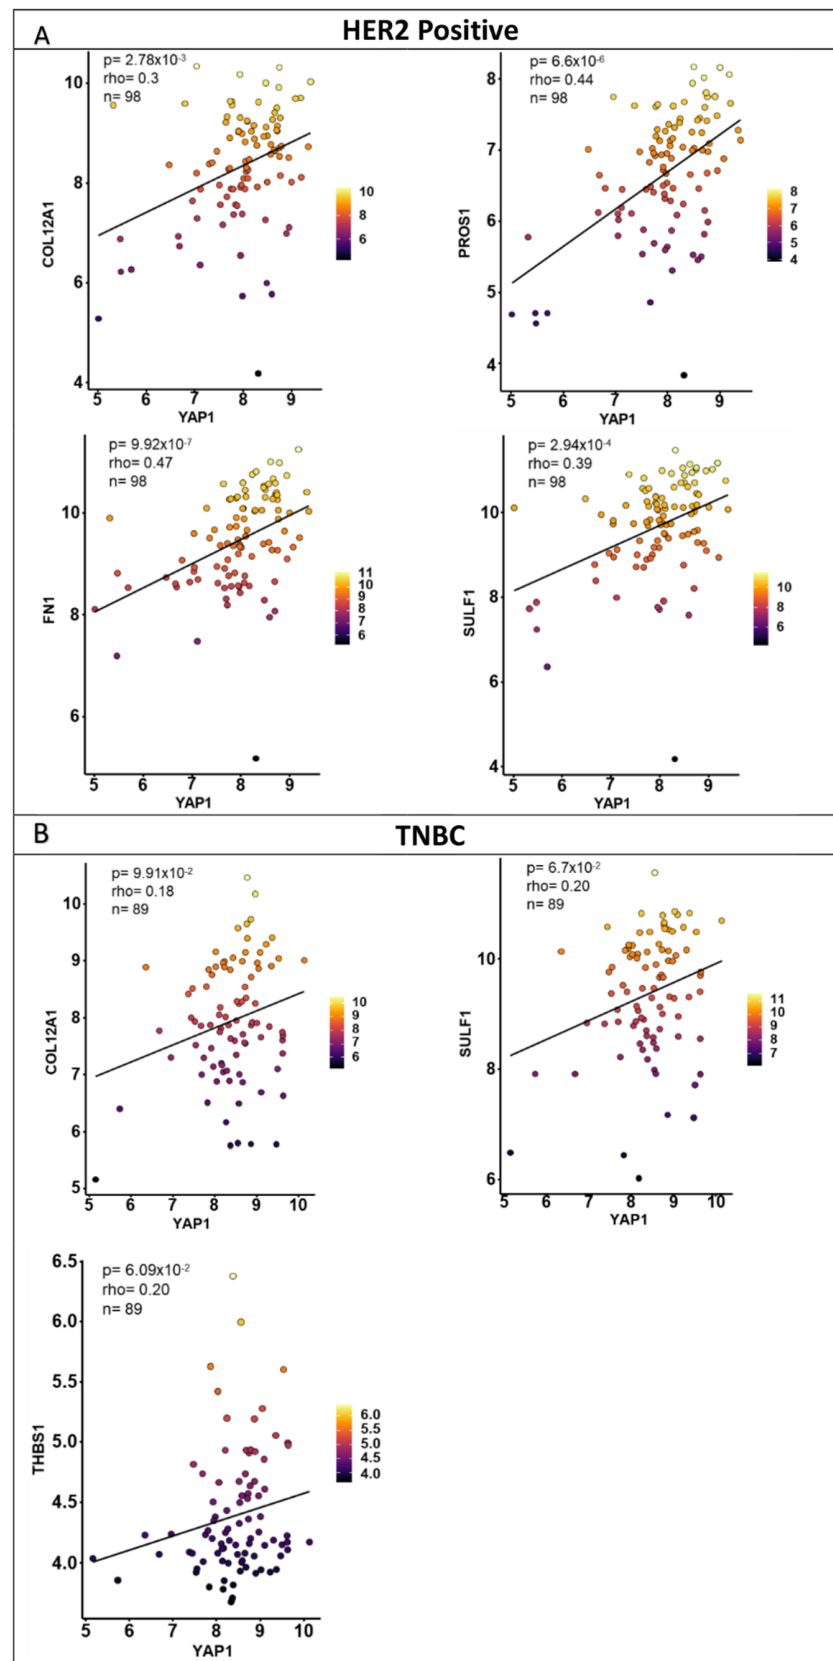 A
HER2 Positive
p= 2.78x10-3
rho= 0.3
n= 98
COL12A1
10
8
6
4
5 6 7 8 9
YAP1
10
8
6
p= 6.6x10-6
rho= 0.44
n= 98
PROS1
8
7
6
5
4
5 6 7 8 9
YAP1
8
7
6
5
4
p= 9.92x10-7
rho= 0.47
n= 98
FN1
10
8
6
5 6 7 8 9
YAP1
11
10
9
8
7
6
p= 2.94x10-4
rho= 0.39
n= 98
SULF1
10
8
6
4
5 6 7 8 9
YAP1
10
8
6
B
TNBC
p= 9.91x10-2
rho= 0.18
n= 89
COL12A1
10
9
8
7
6
5
5 6 7 8 9 10
YAP1
10
9
8
7
6
p= 6.7x10-2
rho= 0.20
n= 89
SULF1
10
8
6
5 6 7 8 9 10
YAP1
11
10
9
8
7
p= 6.09x10-2
rho= 0.20
n= 89
THBS1
6.5
6.0
5.5
5.0
4.5
4.0
5 6 7 8 9 10
YAP1
6.0
5.5
5.0
4.5
4.0